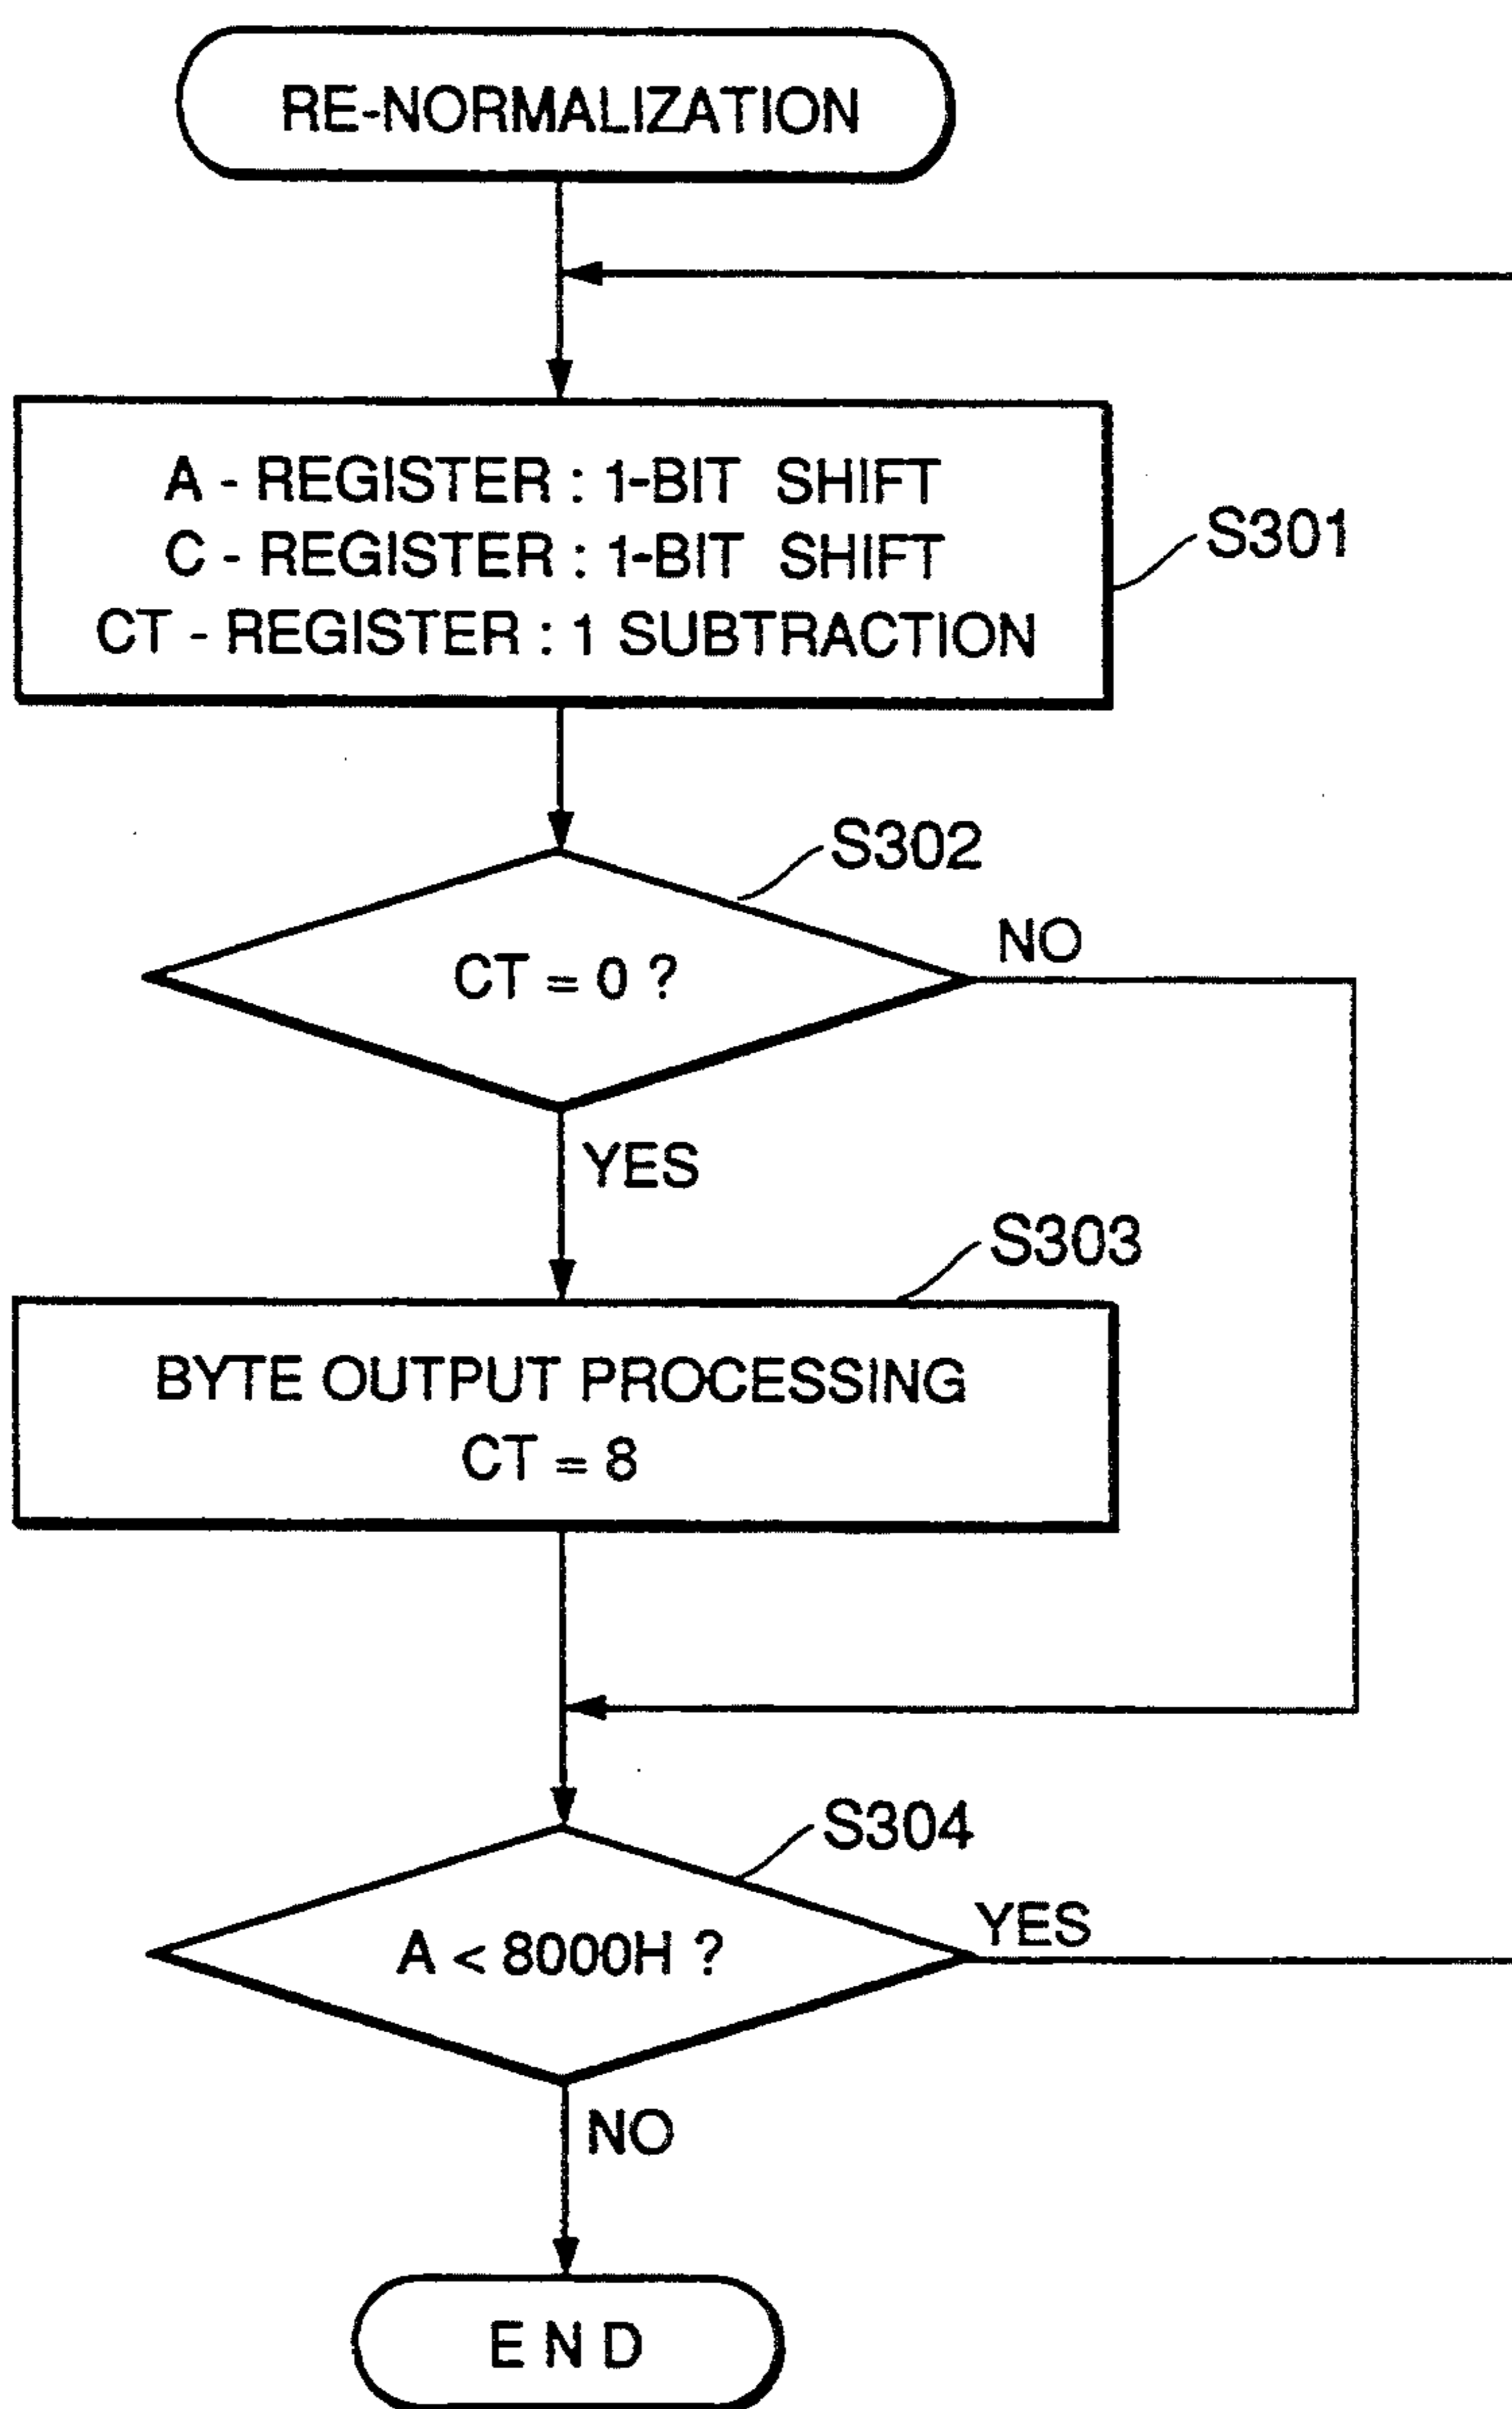 RE-NORMALIZATION
A - REGISTER : 1-BIT SHIFT
C - REGISTER : 1-BIT SHIFT
CT - REGISTER : 1 SUBTRACTION
S301
S302
CT = 0 ?
NO
YES
S303
BYTE OUTPUT PROCESSING
CT = 8
S304
A < 8000H ?
YES
NO
E N D